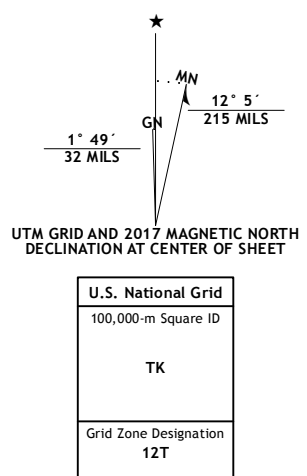 MN
GN
12° 5´
215 MILS
1° 49´
32 MILS
UTM GRID AND 2017 MAGNETIC NORTH
DECLINATION AT CENTER OF SHEET
U.S. National Grid
100,000-m Square ID
TK
Grid Zone Designation
12T